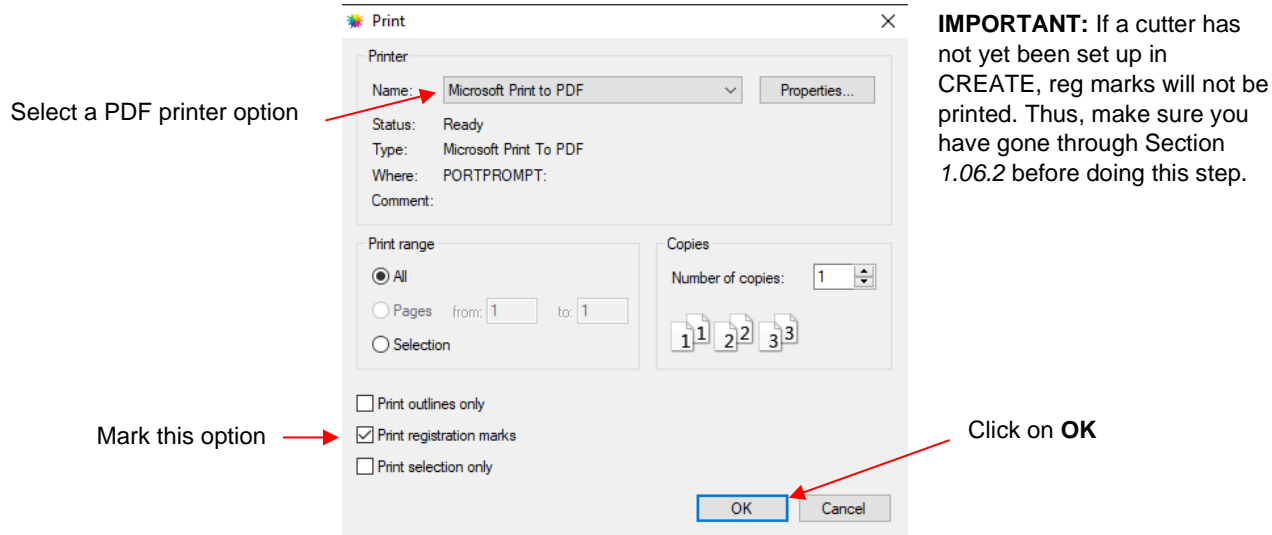 Print
IMPORTANT: If a cutter has
not yet been set up in
CREATE, reg marks will not be
printed. Thus, make sure you
have gone through Section
1.06.2 before doing this step.
Select a PDF printer option
Printer
Name: Microsoft Print to PDF Properties...
Status: Ready
Type: Microsoft Print To PDF
Where: PORTPROMPT:
Comment:
Print range
All
Pages from: 1 to: 1
Selection
Copies
Number of copies: 1
1 1 2 2 3 3
Print outlines only
Mark this option
Print registration marks
Print selection only
Click on OK
OK Cancel